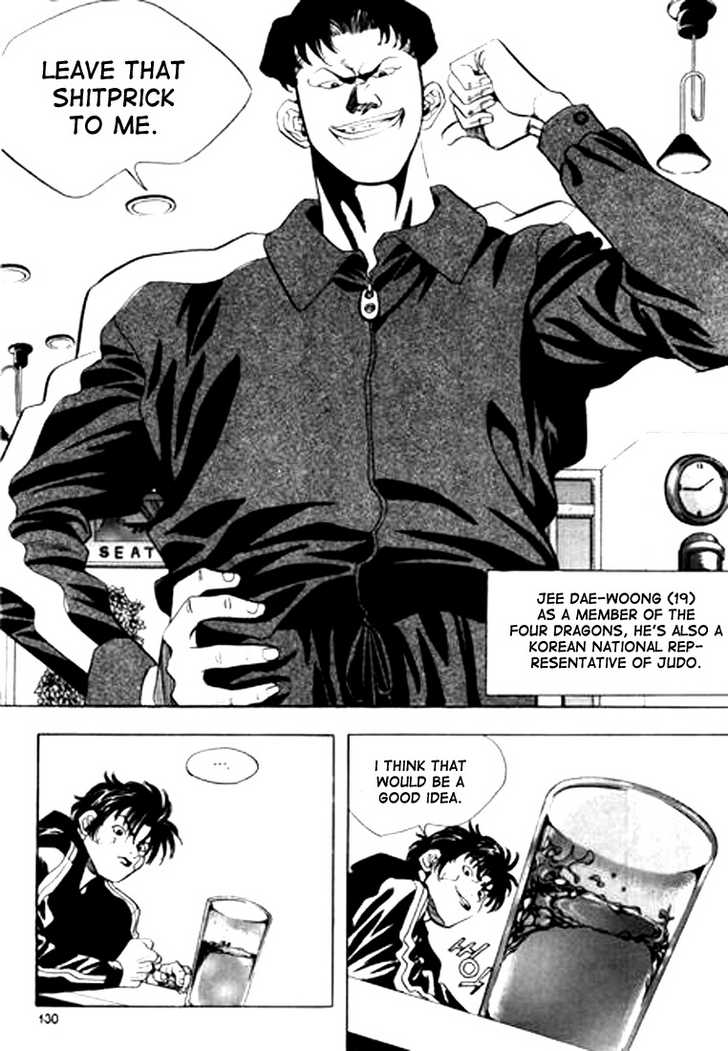 LEAVE THAT
SHITPRICK
TO ME.
SEAT
JEE DAE-WOONG (19)
AS A MEMBER OF THE
FOUR DRAGONS, HE'S ALSO A
KOREAN NATIONAL REP-
RESENTATIVE OF JUDO.
...
I THINK THAT
WOULD BE A
GOOD IDEA.
130